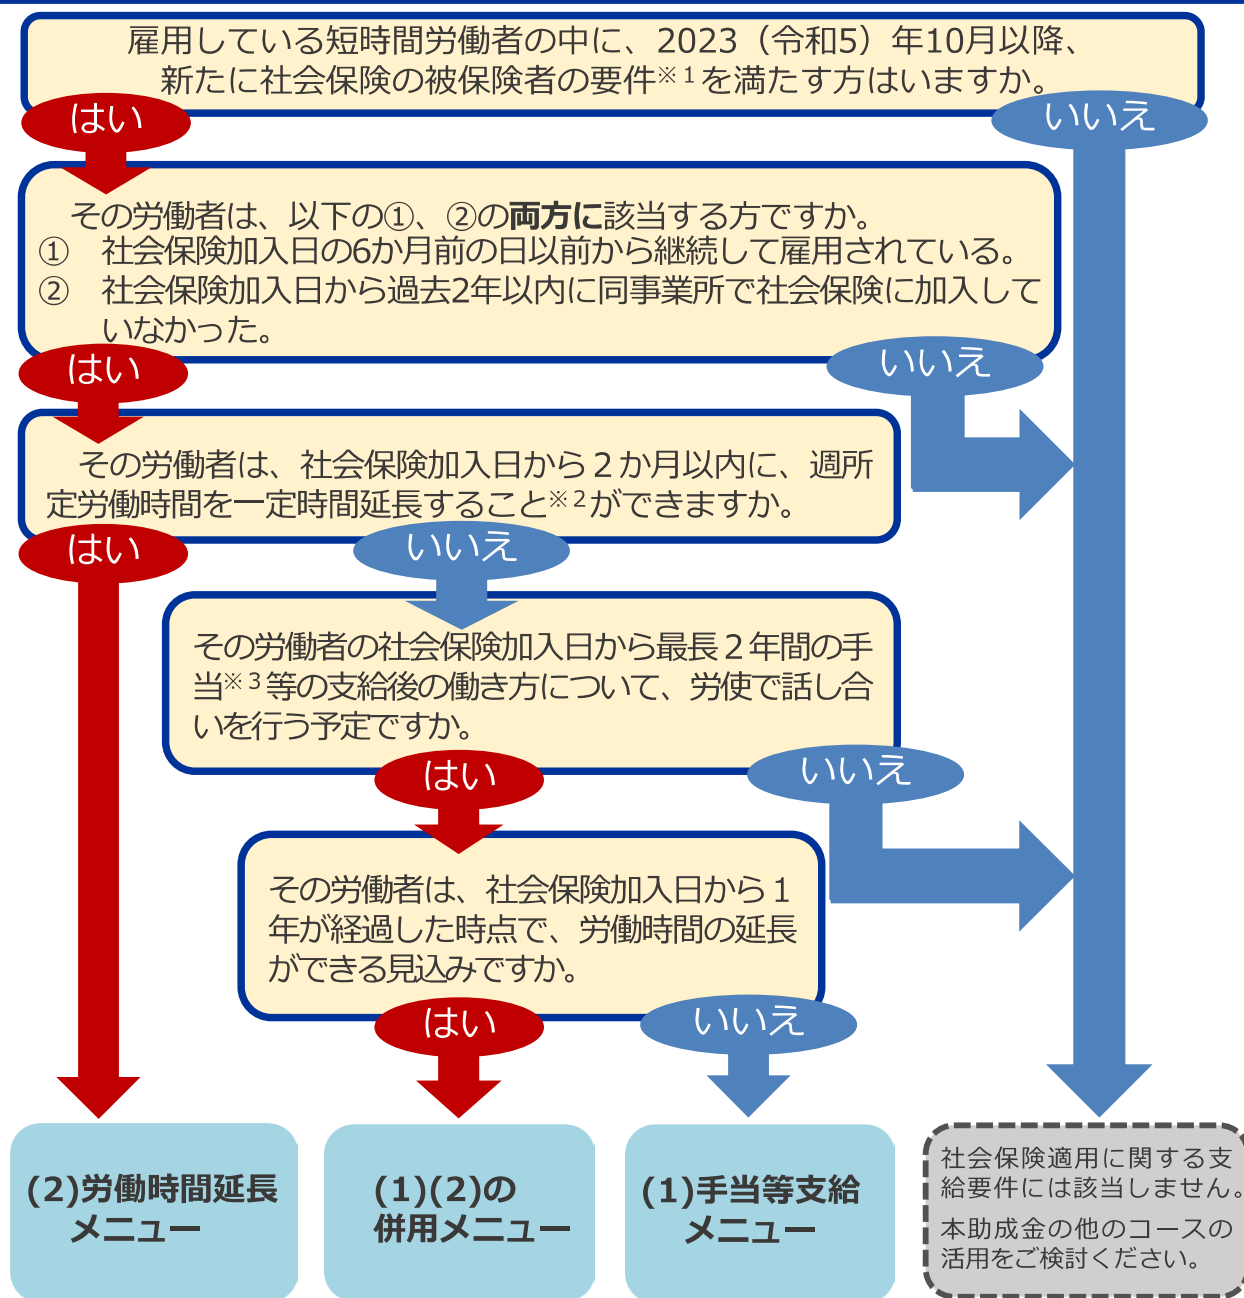 雇用している短時間労働者の中に、2023（令和5）年10月以降、
新たに社会保険の被保険者の要件※1を満たす方はいますか。
はい
いいえ
その労働者は、以下の①、②の両方に該当する方ですか。
①　社会保険加入日の6か月前の日以前から継続して雇用されている。
②　社会保険加入日から過去2年以内に同事業所で社会保険に加入して
いなかった。
はい
いいえ
その労働者は、社会保険加入日から２か月以内に、週所
定労働時間を一定時間延長すること※2ができますか。
はい
いいえ
その労働者の社会保険加入日から最長２年間の手
当※3等の支給後の働き方について、労使で話し合
いを行う予定ですか。
はい
いいえ
その労働者は、社会保険加入日から１
年が経過した時点で、労働時間の延長
ができる見込みですか。
はい
いいえ
(2)労働時間延長
メニュー
(1)(2)の
併用メニュー
(1)手当等支給
メニュー
社会保険適用に関する支
給要件には該当しません。
本助成金の他のコースの
活用をご検討ください。